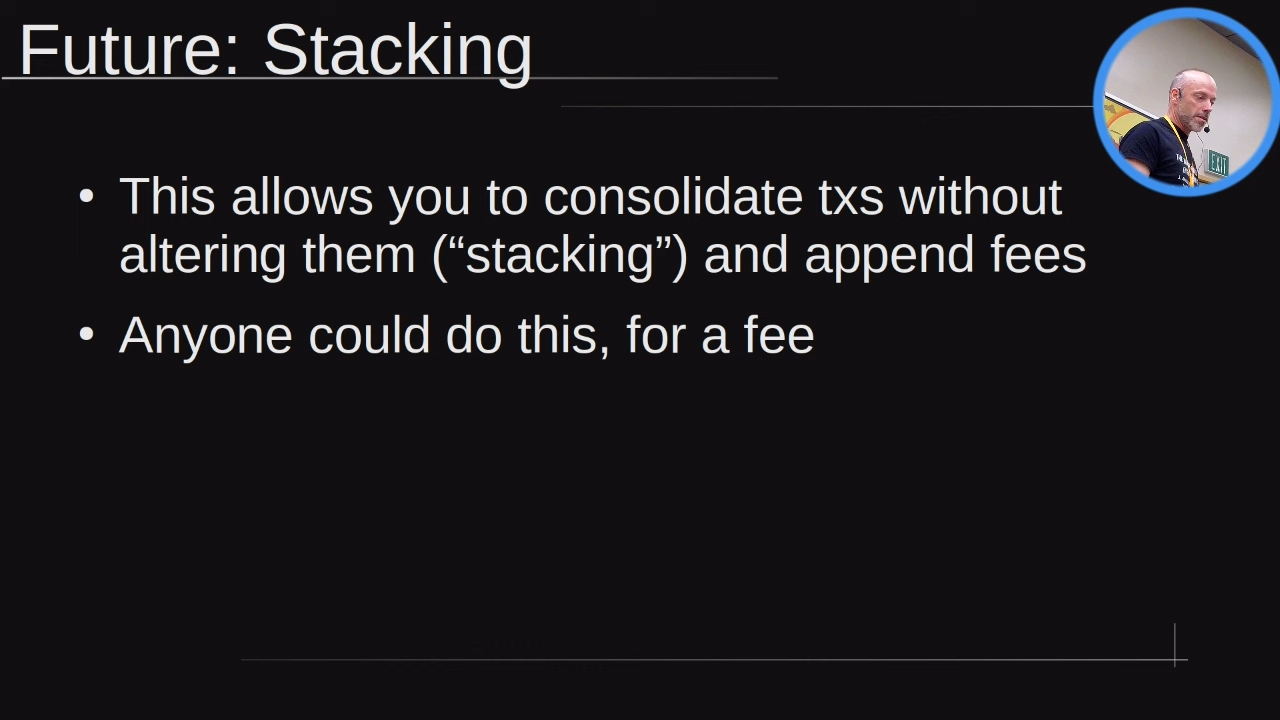 Future: Stacking
• This allows you to consolidate txs without
altering them (“stacking”) and append fees
• Anyone could do this, for a fee
EXIT